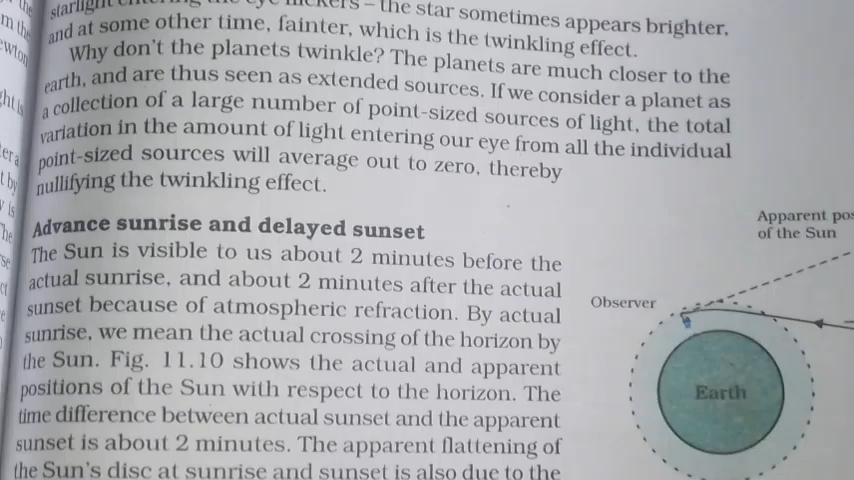 starlight entering the eye flickers – the star sometimes appears brighter,
and at some other time, fainter, which is the twinkling effect.
Why don't the planets twinkle? The planets are much closer to the
earth, and are thus seen as extended sources. If we consider a planet as
a collection of a large number of point-sized sources of light, the total
variation in the amount of light entering our eye from all the individual
point-sized sources will average out to zero, thereby
nullifying the twinkling effect.
Advance sunrise and delayed sunset
The Sun is visible to us about 2 minutes before the
actual sunrise, and about 2 minutes after the actual
sunset because of atmospheric refraction. By actual
sunrise, we mean the actual crossing of the horizon by
the Sun. Fig. 11.10 shows the actual and apparent
positions of the Sun with respect to the horizon. The
time difference between actual sunset and the apparent
sunset is about 2 minutes. The apparent flattening of
the Sun's disc at sunrise and sunset is also due to the
Apparent
of the Sun
Observer
Earth